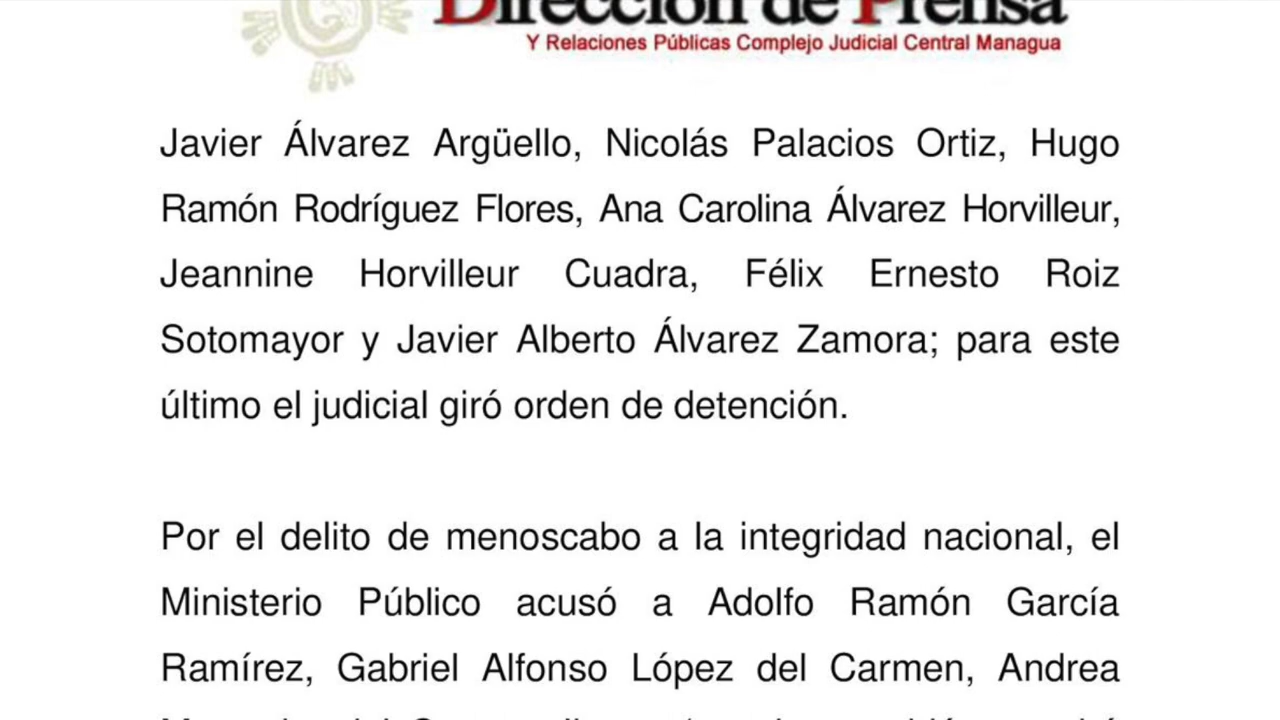 Dirección de Prensa
Y Relaciones Públicas Complejo Judicial Central Managua
Javier Álvarez Argüello, Nicolás Palacios Ortiz, Hugo
Ramón Rodríguez Flores, Ana Carolina Álvarez Horvilleur,
Jeannine Horvilleur Cuadra, Félix Ernesto Roiz
Sotomayor y Javier Alberto Álvarez Zamora; para este
último el judicial giró orden de detención.
Por el delito de menoscabo a la integridad nacional, el
Ministerio Público acusó a Adolfo Ramón García
Ramírez, Gabriel Alfonso López del Carmen, Andrea